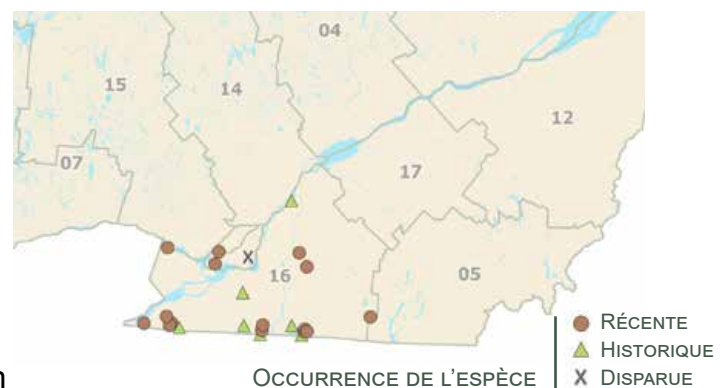 04
15
14
12
07
17
16
05
RÉCENTE
HISTORIQUE
OCCURRENCE DE L'ESPÈCE
X DISPARUE
n